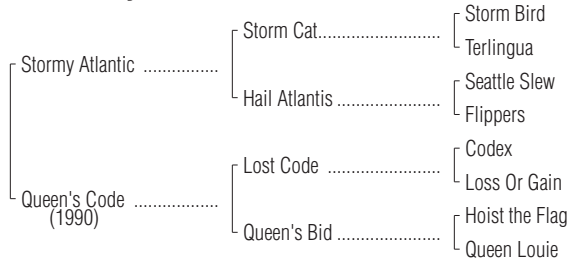 Storm Bird
Storm Cat.......................
Terlingua
Stormy Atlantic ................
Seattle Slew
Hail Atlantis ...................
Flippers
Codex
Lost Code .....................
Loss Or Gain
Queen's Code ..................
(1990)
Hoist the Flag
Queen's Bid ...................
Queen Louie